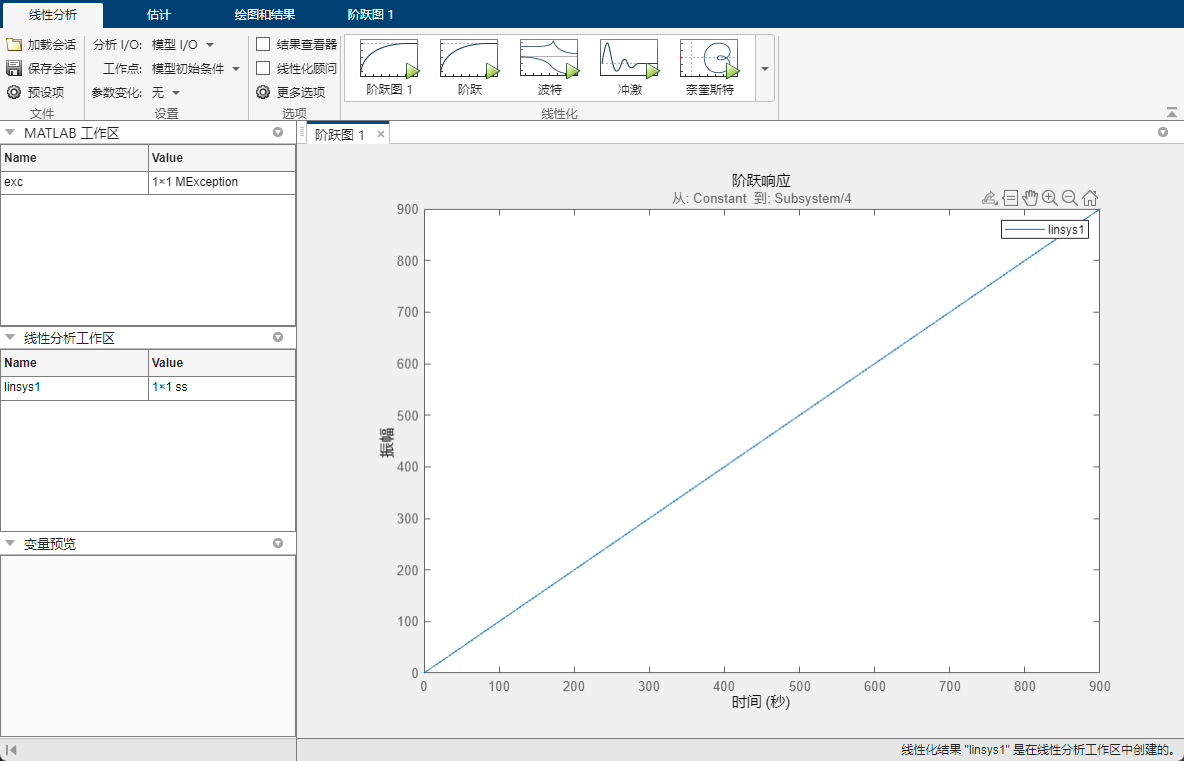 线性分析 估计 绘图和结果 阶跃图 1
加载会话 分析 I/O: 模型 I/O 结果查看器
保存会话 工作点: 模型初始条件 线性化顾问
预设项 参数变化: 无 更多选项
阶跃图 1 阶跃 波特 冲激 奈奎斯特
文件 设置 选项 线性化
MATLAB 工作区
Name Value
exc 1×1 MException
线性分析工作区
Name Value
linsys1 1×1 ss
变量预览
阶跃图 1 ×
阶跃响应
从: Constant 到: Subsystem/4
linsys1
900
800
700
600
500
400
300
200
100
0
振幅
0 100 200 300 400 500 600 700 800 900
时间 (秒)
线性化结果 "linsys1" 是在线性分析工作区中创建的。